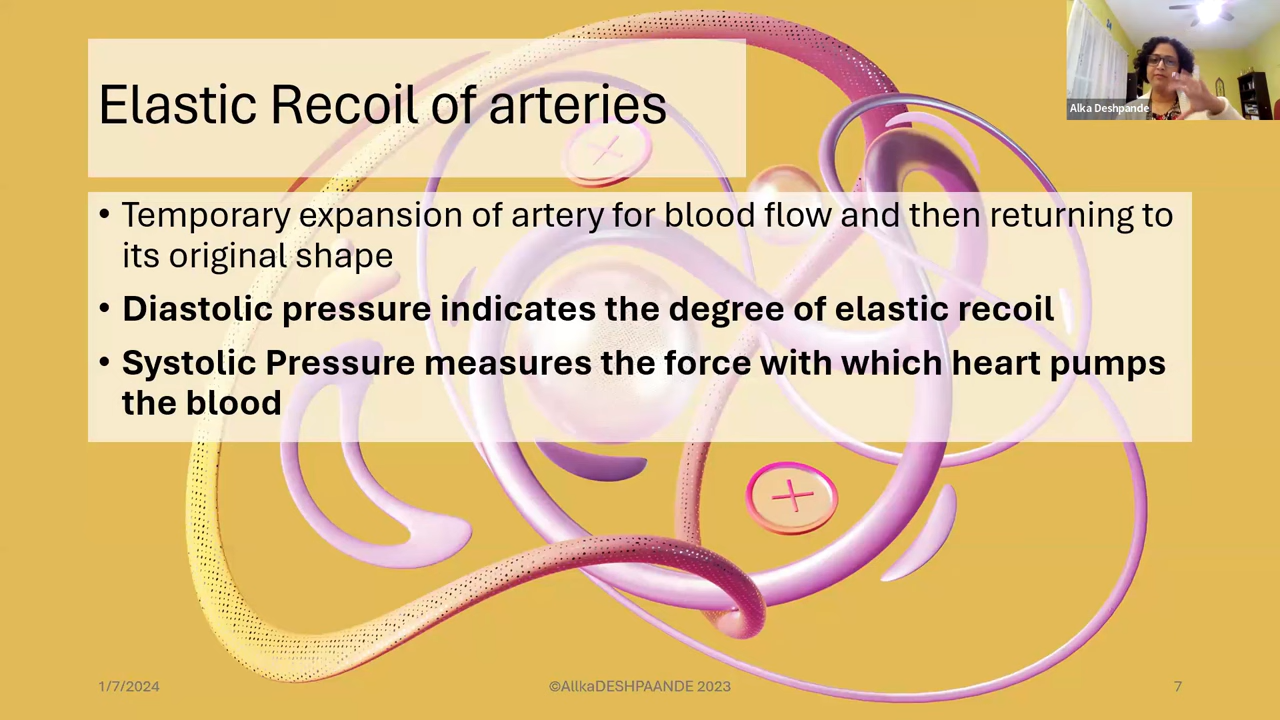 Elastic Recoil of arteries
Alka Deshpande
• Temporary expansion of artery for blood flow and then returning to
its original shape
• Diastolic pressure indicates the degree of elastic recoil
• Systolic Pressure measures the force with which heart pumps
the blood
1/7/2024
©AllkaDESHPAANDE 2023
7